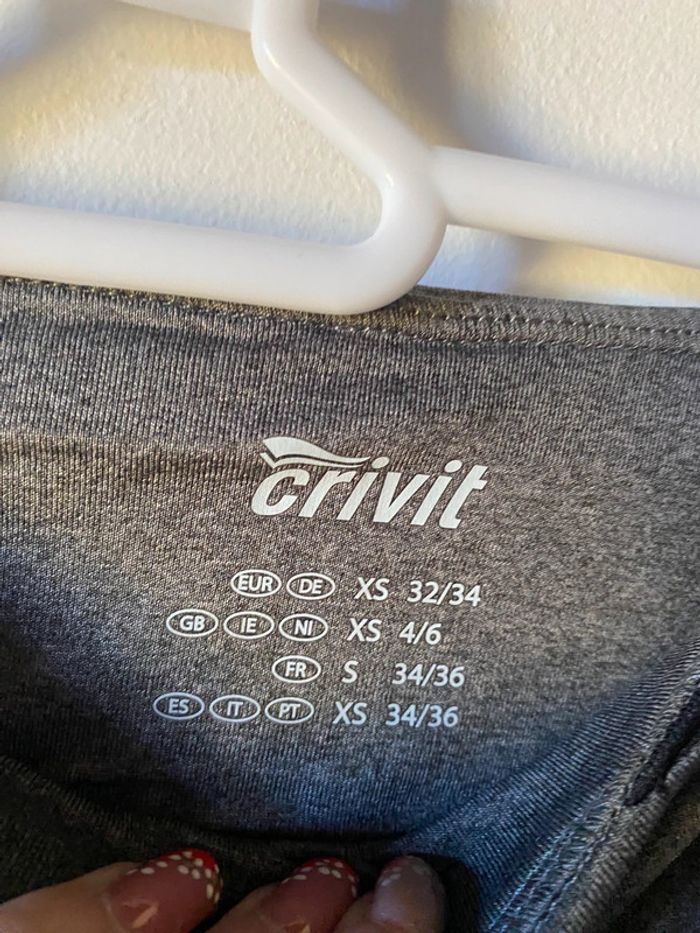 crivit
EUR DE XS 32/34
GB IE NI XS 4/6
FR S 34/36
ES IT PT XS 34/36